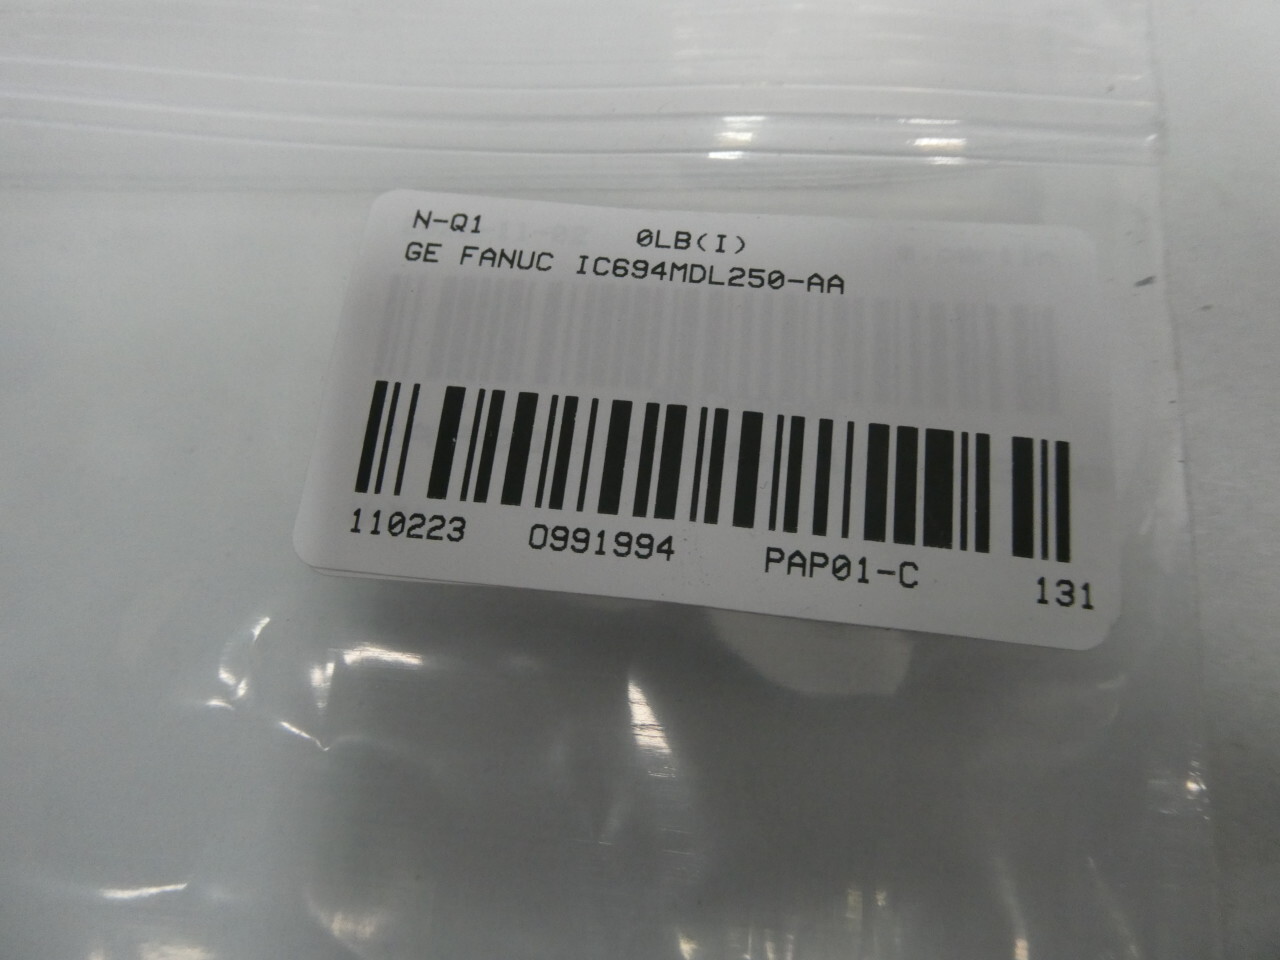 N-Q1 0LB(I)
GE FANUC IC694MDL250-AA
110223 0991994 PAP01-C 131